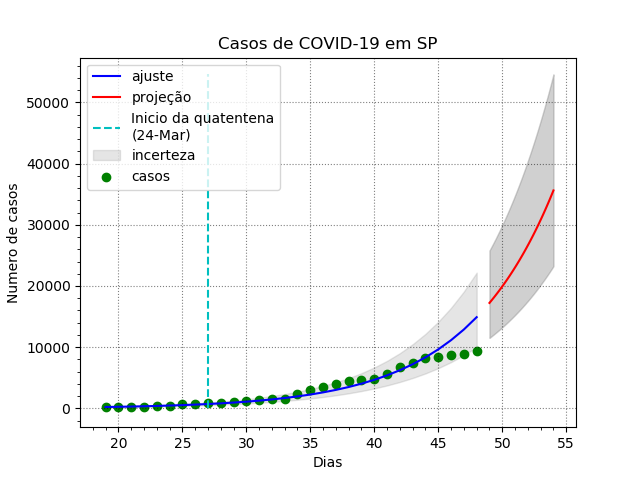 Casos de COVID-19 em SP
ajuste
projeção
Inicio da quatentena
(24-Mar)
incerteza
casos
Numero de casos
50000
40000
30000
20000
10000
0
20 25 30 35 40 45 50 55
Dias